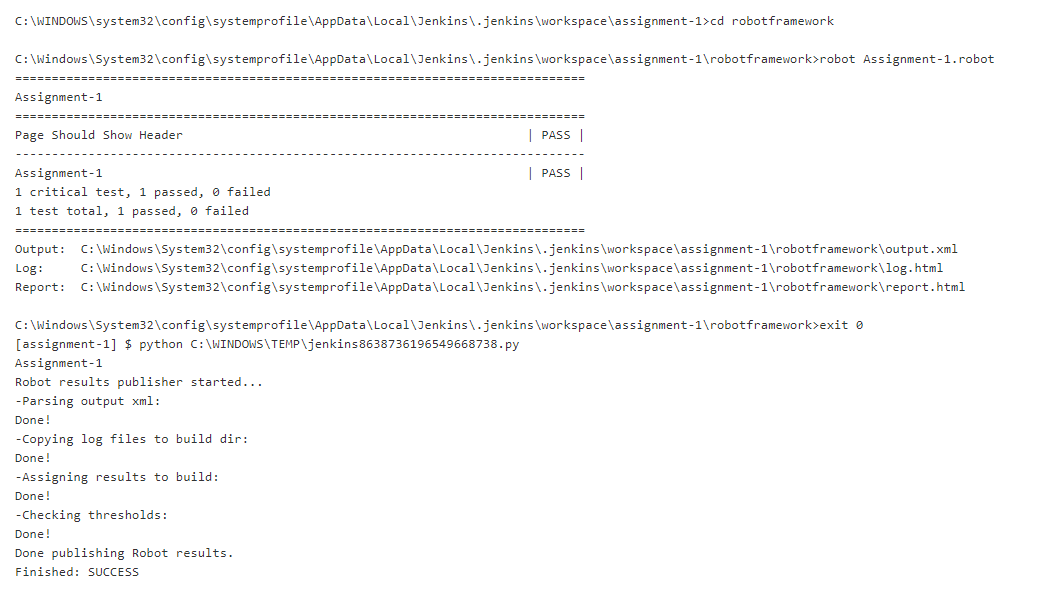 C:\WINDOWS\system32\config\systemprofile\AppData\Local\Jenkins\.jenkins\workspace\assignment-1>cd robotframework
C:\Windows\System32\config\systemprofile\AppData\Local\Jenkins\.jenkins\workspace\assignment-1\robotframework>robot Assignment-1.robot
==============================================================================
Assignment-1
==============================================================================
Page Should Show Header                                               | PASS |
------------------------------------------------------------------------------
Assignment-1                                                          | PASS |
1 critical test, 1 passed, 0 failed
1 test total, 1 passed, 0 failed
==============================================================================
Output:  C:\Windows\System32\config\systemprofile\AppData\Local\Jenkins\.jenkins\workspace\assignment-1\robotframework\output.xml
Log:     C:\Windows\System32\config\systemprofile\AppData\Local\Jenkins\.jenkins\workspace\assignment-1\robotframework\log.html
Report:  C:\Windows\System32\config\systemprofile\AppData\Local\Jenkins\.jenkins\workspace\assignment-1\robotframework\report.html
C:\Windows\System32\config\systemprofile\AppData\Local\Jenkins\.jenkins\workspace\assignment-1\robotframework>exit 0
[assignment-1] $ python C:\WINDOWS\TEMP\jenkins8638736196549668738.py
Assignment-1
Robot results publisher started...
-Parsing output xml:
Done!
-Copying log files to build dir:
Done!
-Assigning results to build:
Done!
-Checking thresholds:
Done!
Done publishing Robot results.
Finished: SUCCESS